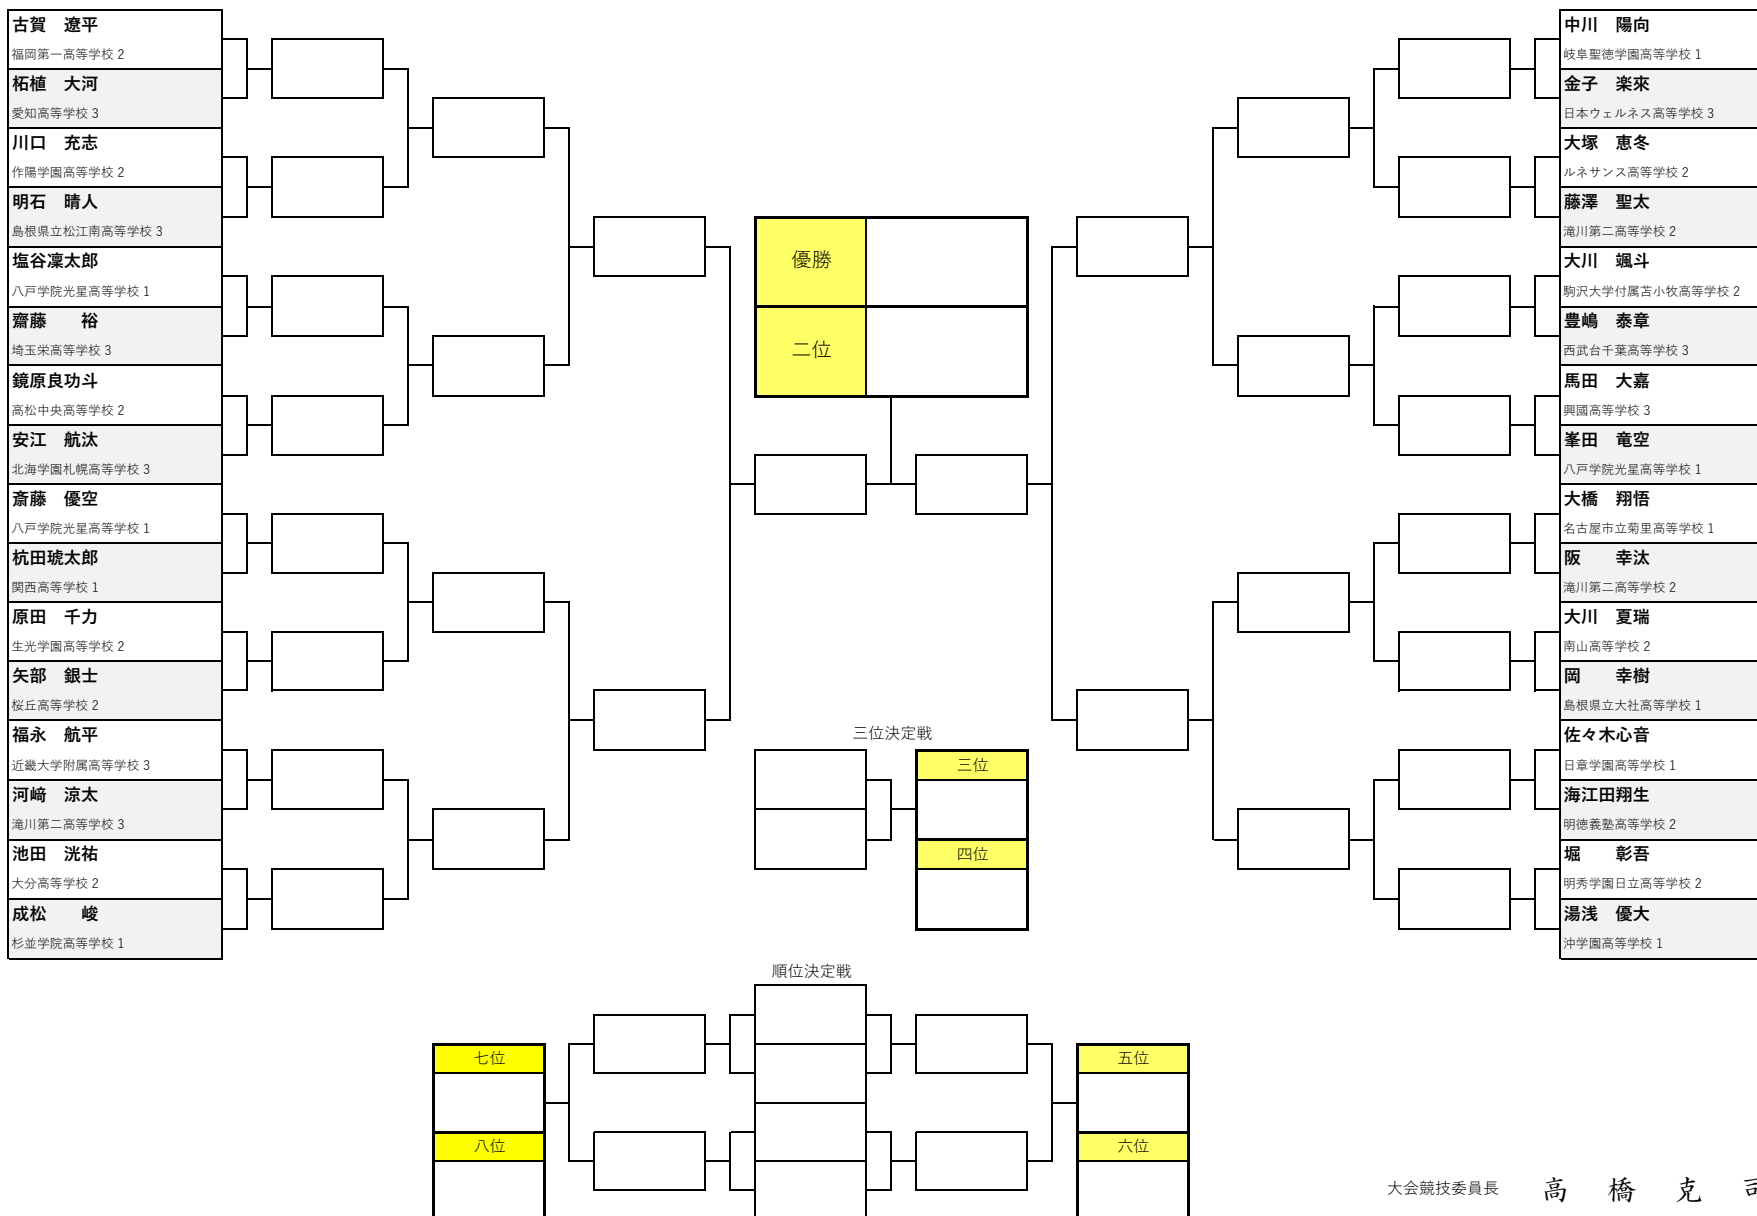 古賀　遼平
福岡第一高等学校 2
柘植　大河
愛知高等学校 3
川口　充志
作陽学園高等学校 2
明石　晴人
島根県立松江南高等学校 3
塩谷凜太郎
八戸学院光星高等学校 1
齋藤　　裕
埼玉栄高等学校 3
鏡原良功斗
高松中央高等学校 2
安江　航汰
北海学園札幌高等学校 3
斎藤　優空
八戸学院光星高等学校 1
杭田琥太郎
関西高等学校 1
原田　千力
生光学園高等学校 2
矢部　銀士
桜丘高等学校 2
福永　航平
近畿大学附属高等学校 3
河﨑　涼太
滝川第二高等学校 3
池田　洸祐
大分高等学校 2
成松　　峻
杉並学院高等学校 1
優勝
二位
三位決定戦
三位
四位
順位決定戦
七位
八位
五位
六位
中川　陽向
岐阜聖徳学園高等学校 1
金子　楽來
日本ウェルネス高等学校 3
大塚　恵冬
ルネサンス高等学校 2
藤澤　聖太
滝川第二高等学校 2
大川　颯斗
駒沢大学付属苫小牧高等学校 2
豊嶋　泰章
西武台千葉高等学校 3
馬田　大嘉
興國高等学校 3
峯田　竜空
八戸学院光星高等学校 1
大橋　翔悟
名古屋市立菊里高等学校 1
阪　　幸汰
滝川第二高等学校 2
大川　夏瑞
南山高等学校 2
岡　　幸樹
島根県立大社高等学校 1
佐々木心音
日章学園高等学校 1
海江田翔生
明徳義塾高等学校 2
堀　　彰吾
明秀学園日立高等学校 2
湯浅　優大
沖学園高等学校 1
大会競技委員長　高　橋　克　司